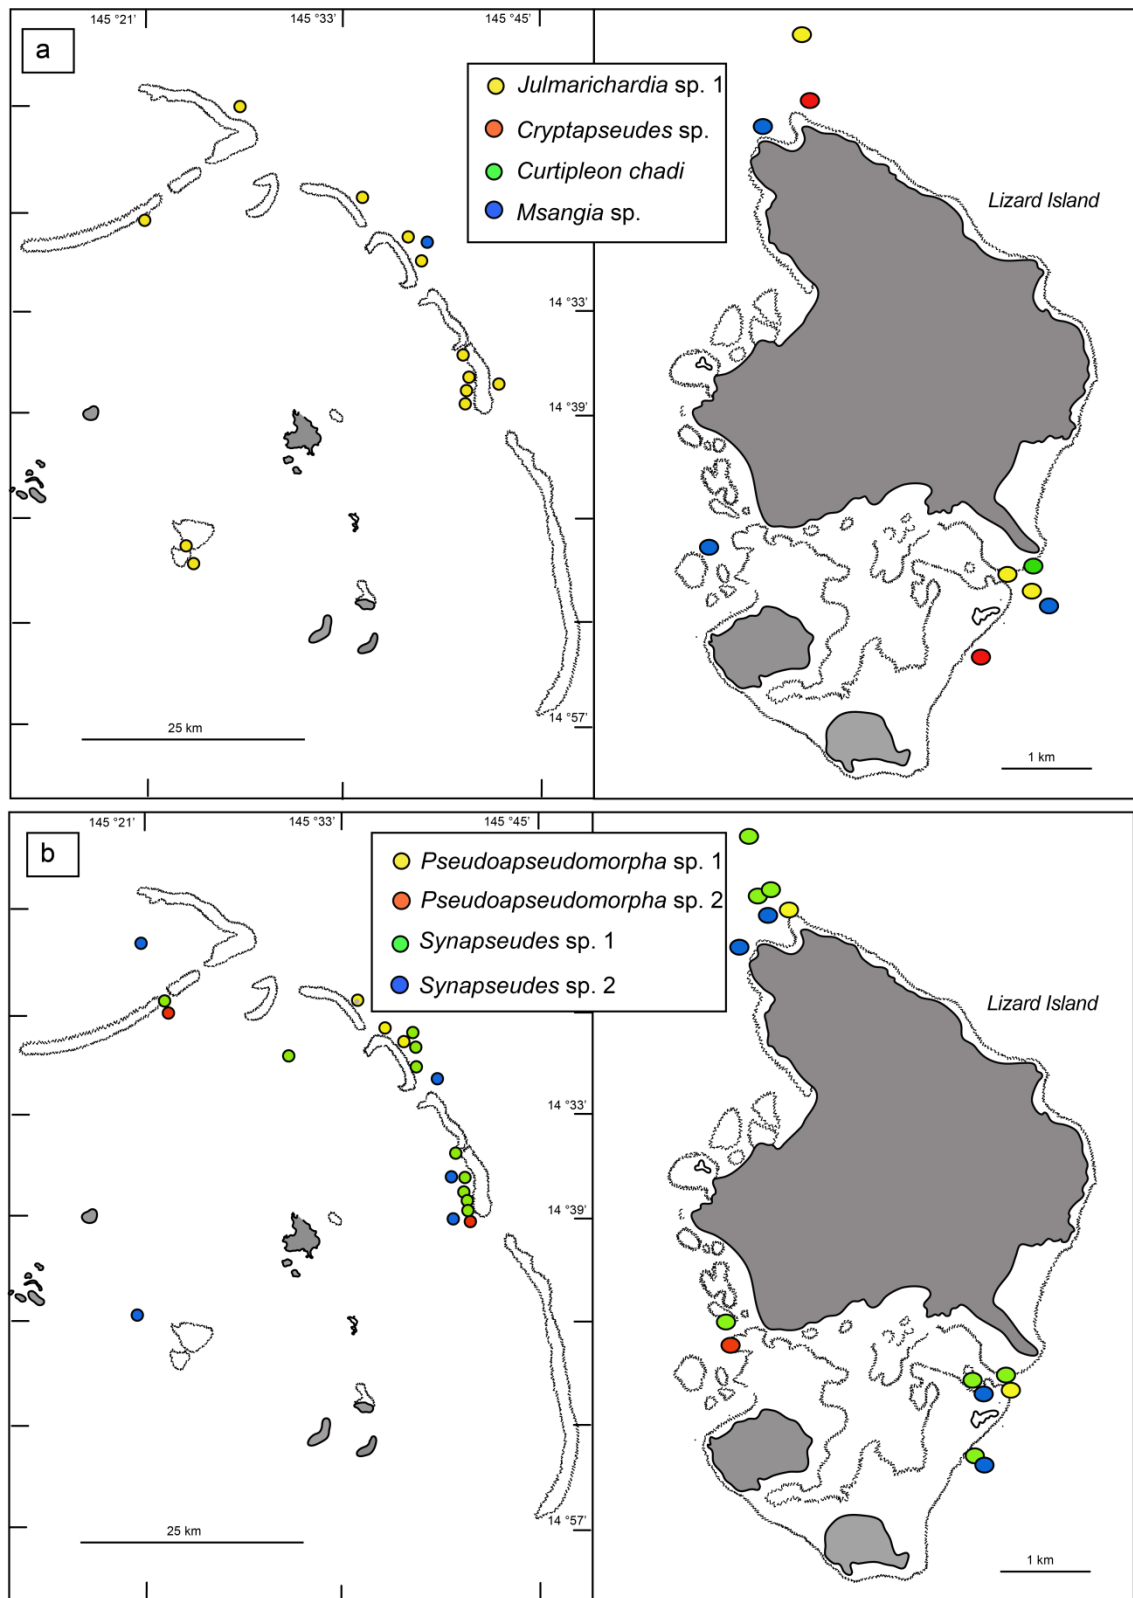 145 °21' 145 °33' 145 °45'
a
Julmarichardia sp. 1
Cryptapseudes sp.
Curtipleon chadi
Msangia sp.
Lizard Island
14 °33'
14 °39'
14 °57'
25 km
1 km
145 °21' 145 °33' 145 °45'
b
Pseudoapseudomorpha sp. 1
Pseudoapseudomorpha sp. 2
Synapseudes sp. 1
Synapseudes sp. 2
Lizard Island
14 °33'
14 °39'
14 °57'
25 km
1 km